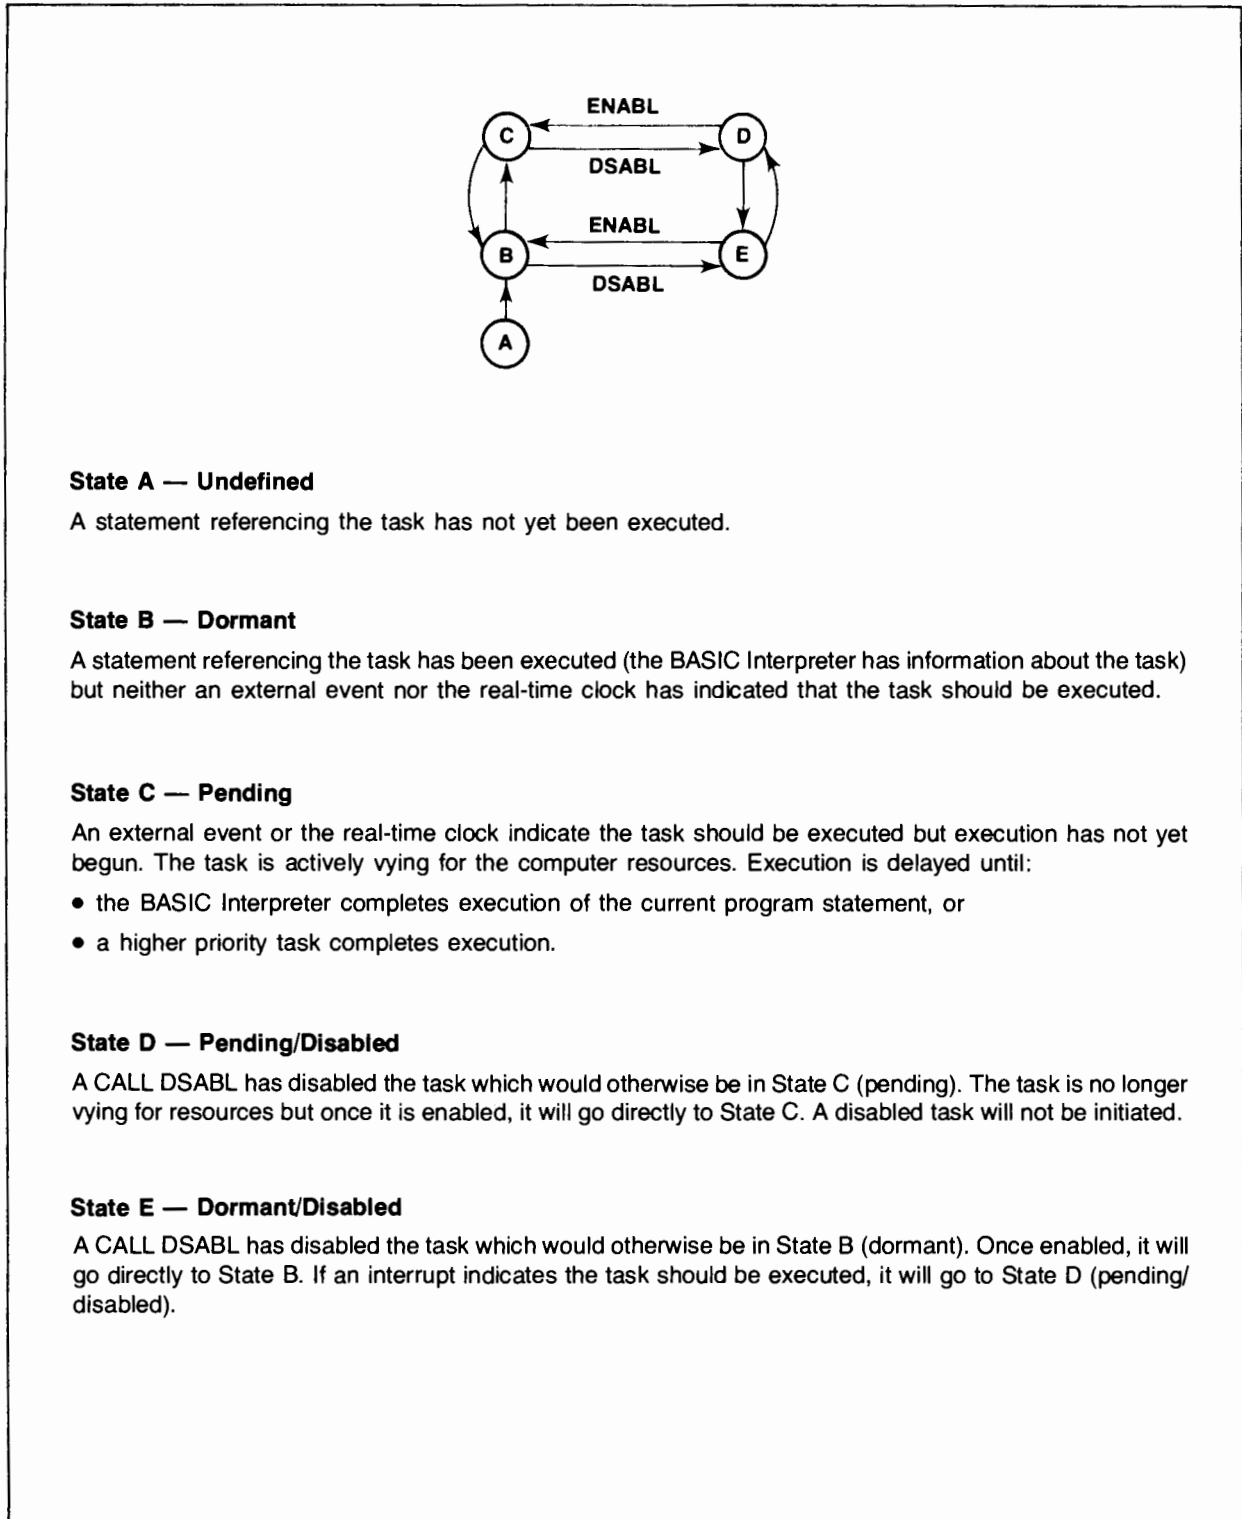 ENABL
C
D
DSABL
ENABL
B
E
DSABL
A
State A — Undefined
A statement referencing the task has not yet been executed.
State B — Dormant
A statement referencing the task has been executed (the BASIC Interpreter has information about the task)
but neither an external event nor the real-time clock has indicated that the task should be executed.
State C — Pending
An external event or the real-time clock indicate the task should be executed but execution has not yet
begun. The task is actively vying for the computer resources. Execution is delayed until:
● the BASIC Interpreter completes execution of the current program statement, or
● a higher priority task completes execution.
State D — Pending/Disabled
A CALL DSABL has disabled the task which would otherwise be in State C (pending). The task is no longer
vying for resources but once it is enabled, it will go directly to State C. A disabled task will not be initiated.
State E — Dormant/Disabled
A CALL DSABL has disabled the task which would otherwise be in State B (dormant). Once enabled, it will
go directly to State B. If an interrupt indicates the task should be executed, it will go to State D (pending/
disabled).